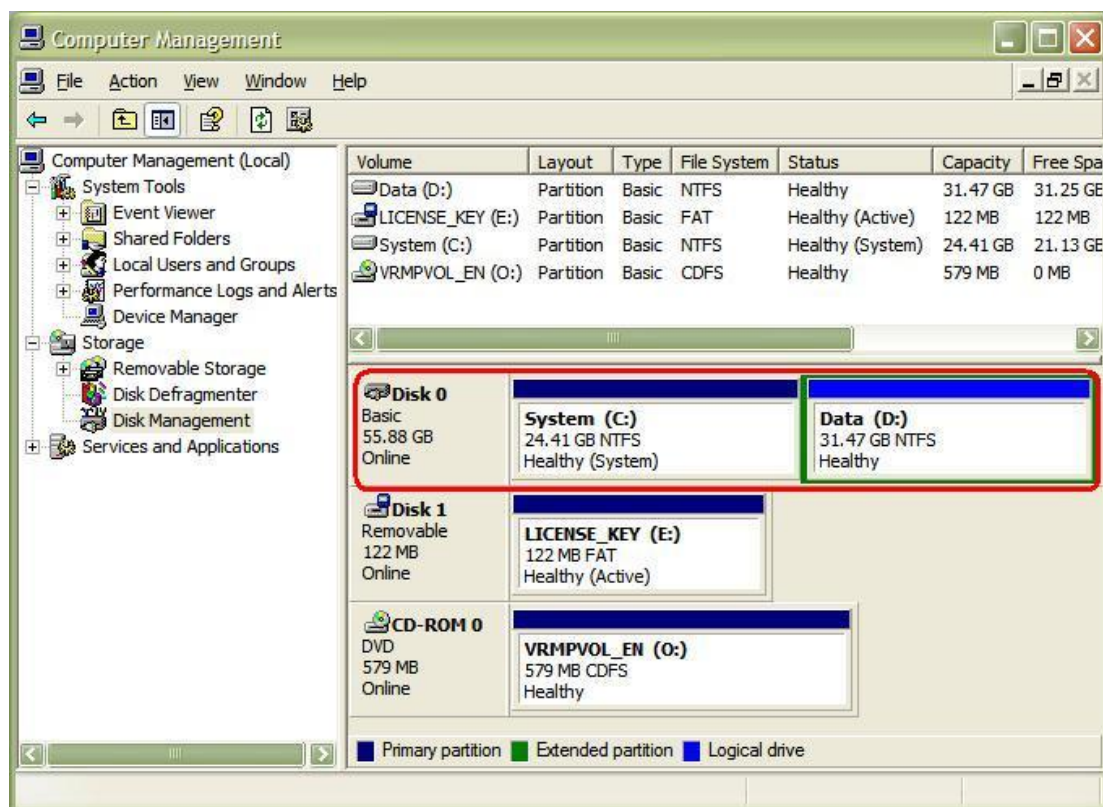 Computer Management
File Action View Window Help
Computer Management (Local)
System Tools
Event Viewer
Shared Folders
Local Users and Groups
Performance Logs and Alerts
Device Manager
Storage
Removable Storage
Disk Defragmenter
Disk Management
Services and Applications
Volume Layout Type File System Status Capacity Free Spa
Data (D:) Partition Basic NTFS Healthy 31.47 GB 31.25 GB
LICENSE_KEY (E:) Partition Basic FAT Healthy (Active) 122 MB 122 MB
System (C:) Partition Basic NTFS Healthy (System) 24.41 GB 21.13 GB
VRMPVOL_EN (O:) Partition Basic CDFS Healthy 579 MB 0 MB
Disk 0
Basic
55.88 GB
Online
System (C:)
24.41 GB NTFS
Healthy (System)
Data (D:)
31.47 GB NTFS
Healthy
Disk 1
Removable
122 MB
Online
LICENSE_KEY (E:)
122 MB FAT
Healthy (Active)
CD-ROM 0
DVD
579 MB
Online
VRMPVOL_EN (O:)
579 MB CDFS
Healthy
Primary partition Extended partition Logical drive